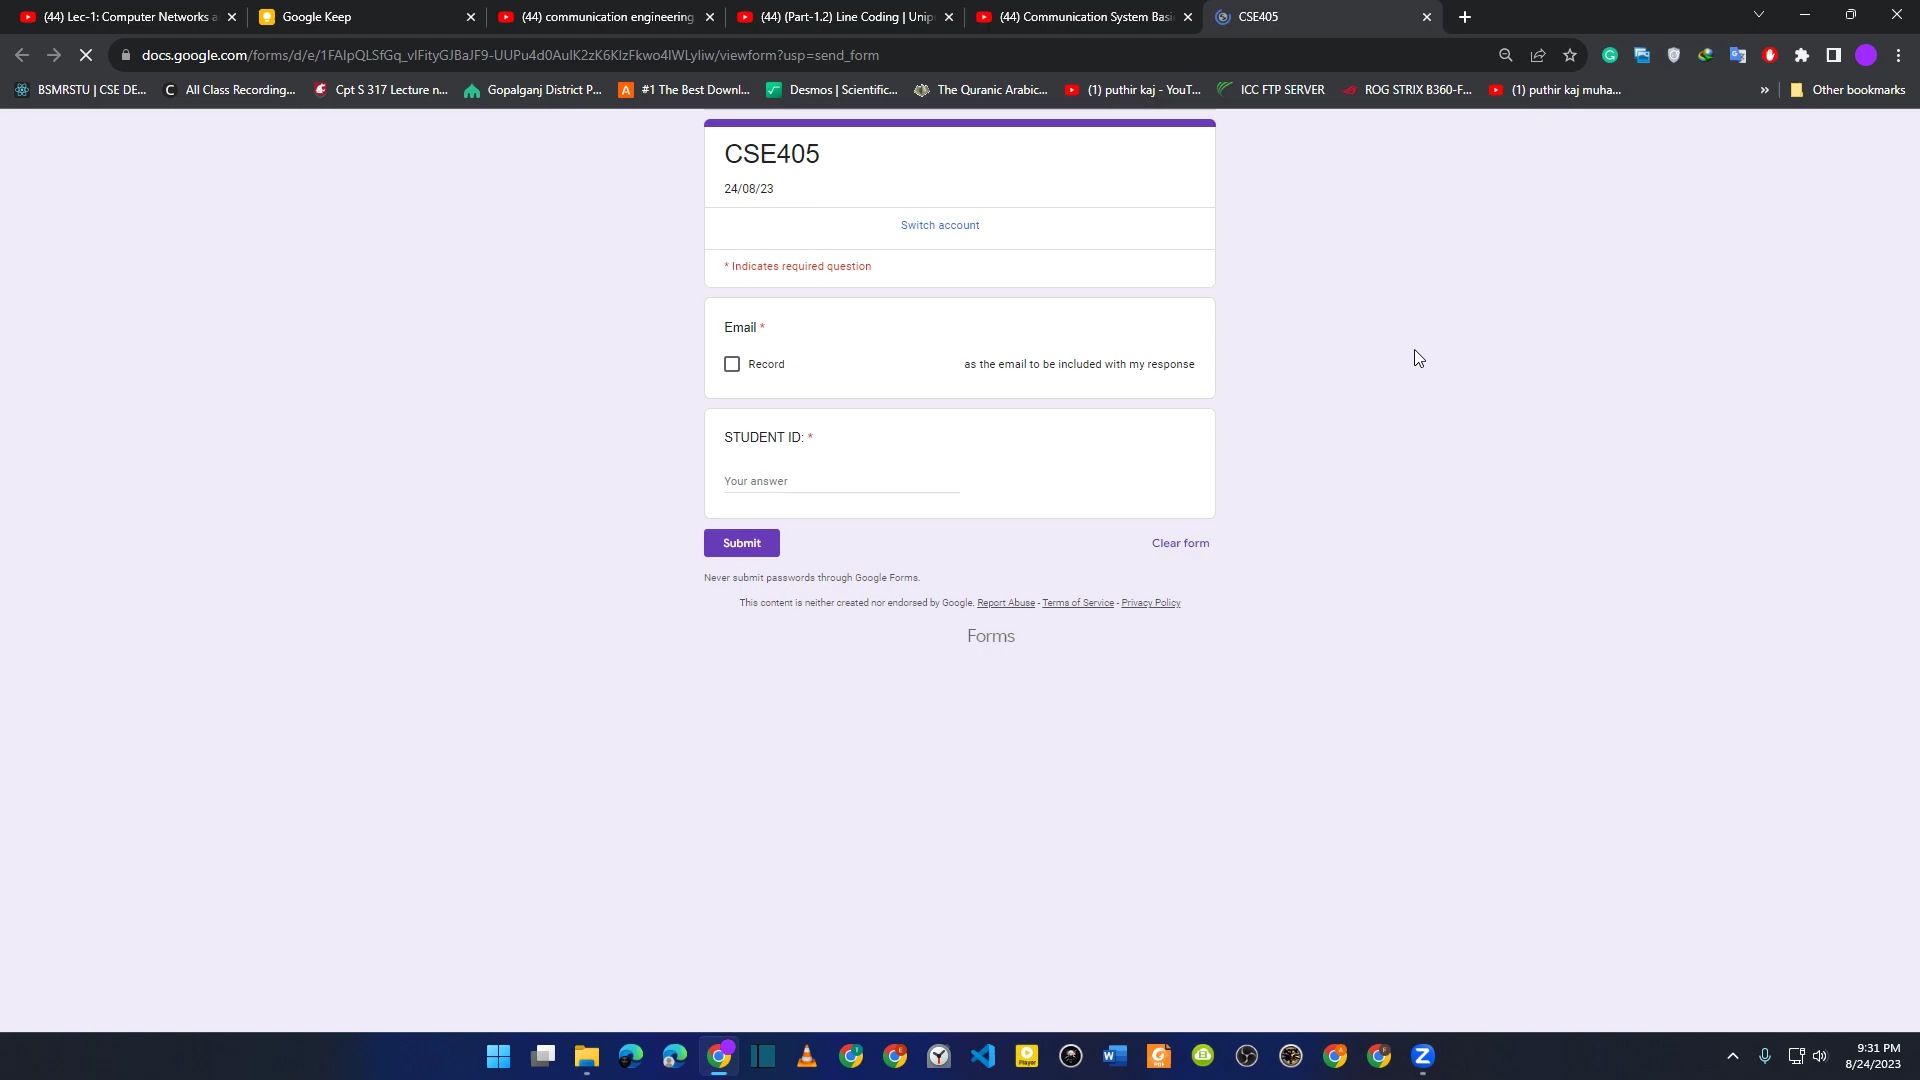 (44) Lec-1: Computer Networks a
Google Keep
(44) communication engineering
(44) (Part-1.2) Line Coding | Unip
(44) Communication System Basi
CSE405
docs.google.com/forms/d/e/1FAIpQLSfGq_vlFityGJBaJF9-UUPu4d0AulK2zK6KlzFkwo4lWLyliw/viewform?usp=send_form
BSMRSTU | CSE DE...
All Class Recording...
Cpt S 317 Lecture n...
Gopalganj District P...
#1 The Best Downl...
Desmos | Scientific...
The Quranic Arabic...
(1) puthir kaj - YouT...
ICC FTP SERVER
ROG STRIX B360-F...
(1) puthir kaj muha...
»
Other bookmarks
CSE405
24/08/23
Switch account
* Indicates required question
Email *
Record as the email to be included with my response
STUDENT ID: *
Your answer
Submit
Clear form
Never submit passwords through Google Forms.
This content is neither created nor endorsed by Google. Report Abuse - Terms of Service - Privacy Policy
Forms
9:31 PM
8/24/2023